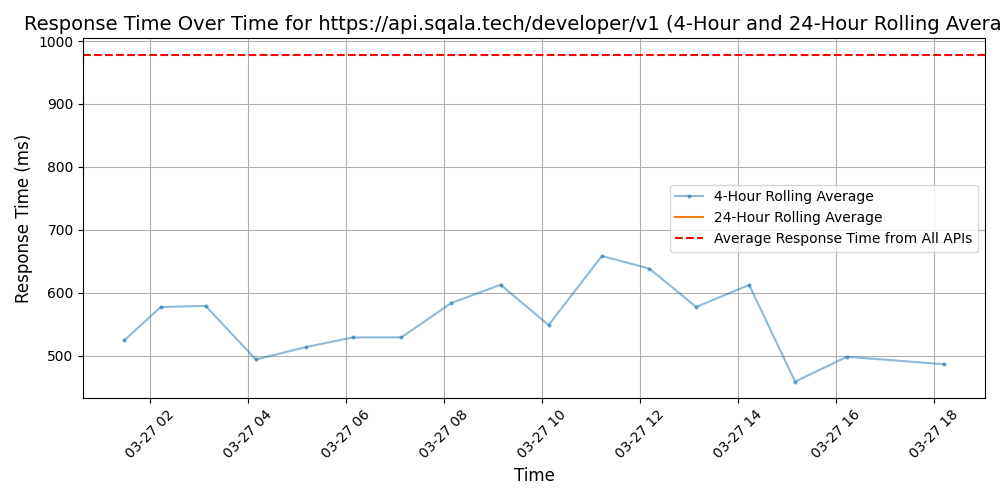 Response Time Over Time for https://api.sqala.tech/developer/v1 (4-Hour and 24-Hour Rolling Avera
Response Time (ms)
1000
900
800
700
600
500
4-Hour Rolling Average
24-Hour Rolling Average
Average Response Time from All APIs
03-27 02
03-27 04
03-27 06
03-27 08
03-27 10
03-27 12
03-27 14
03-27 16
03-27 18
Time